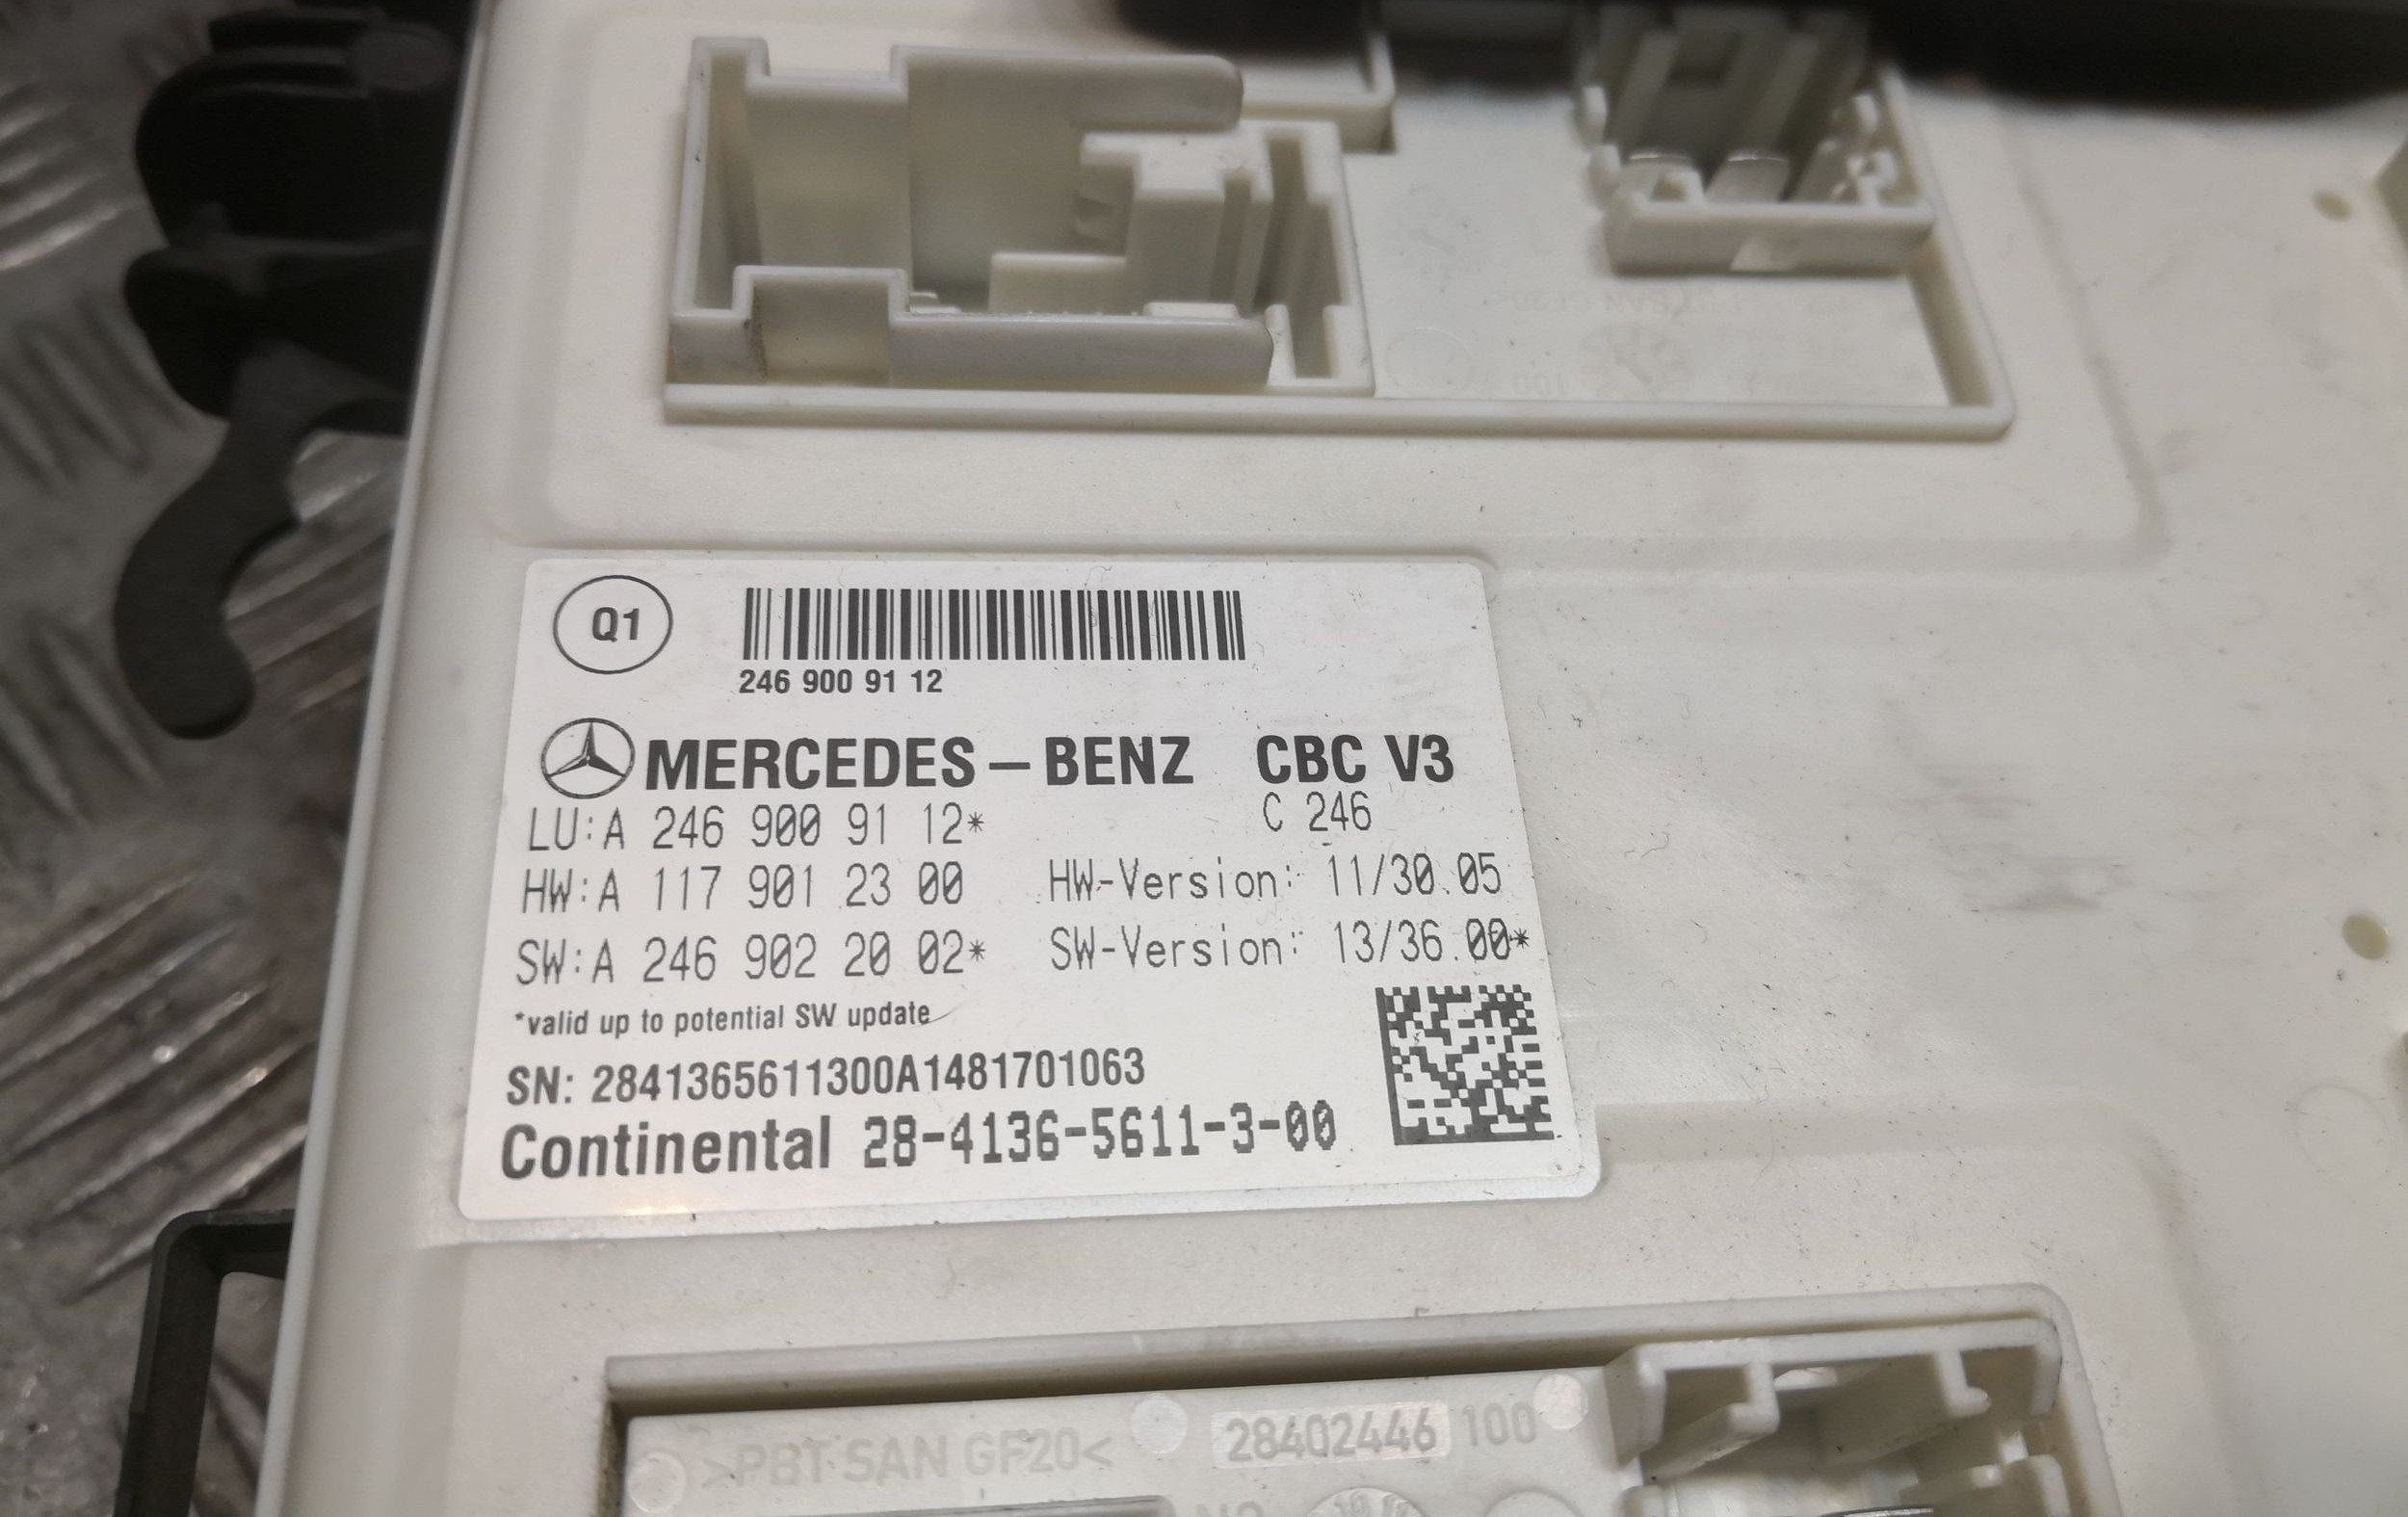 Q1
246 900 91 12
MERCEDES-BENZ CBC V3
LU:A 246 900 91 12* C 246
HW:A 117 901 23 00 HW-Version: 11/30.05
SW:A 246 902 20 02* SW-Version: 13/36.00*
*valid up to potential SW update
SN: 2841365611300A1481701063
Continental 28-4136-5611-3-00
>PBT SAN GF20< 28402446 100